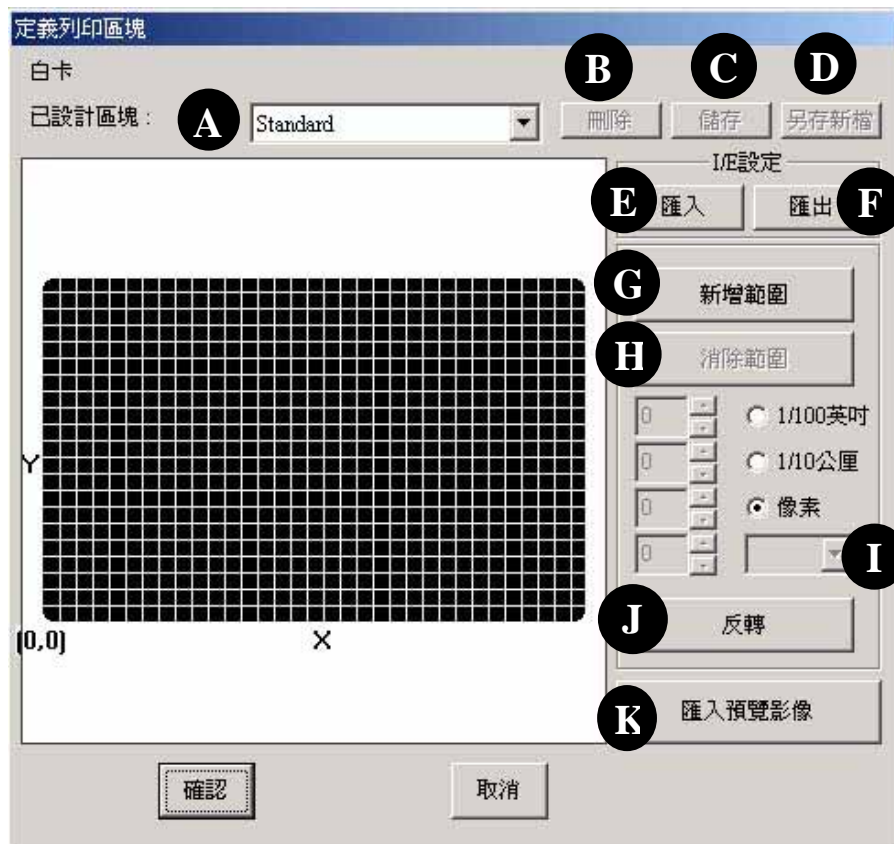 定義列印區塊
白卡
已設計區塊： A Standard B 刪除 C 儲存 D 另存新檔
I/E設定
E 匯入 匯出 F
G 新增範圍
H 消除範圍
0 1/100英吋
0 1/10公厘
Y 0 像素
0 I
J 反轉
(0,0) X
K 匯入預覽影像
確認 取消